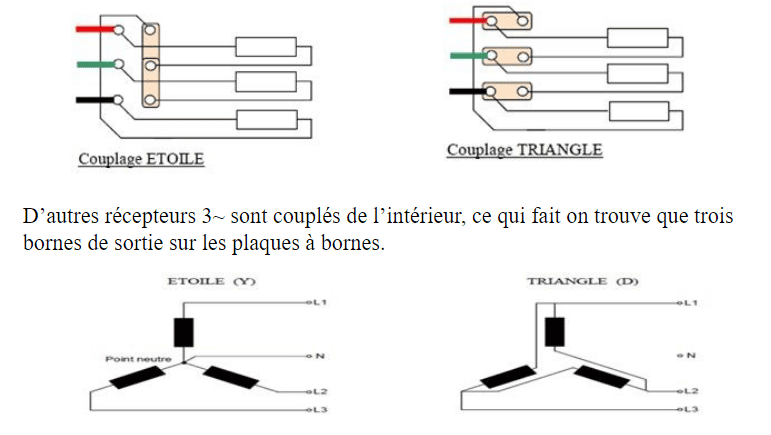 Couplage ETOILE
Couplage TRIANGLE
D’autres récepteurs 3~ sont couplés de l’intérieur, ce qui fait on trouve que trois
bornes de sortie sur les plaques à bornes.
ETOILE (Y)
L1
Point neutre
N
L2
L3
TRIANGLE (D)
L1
N
L2
L3